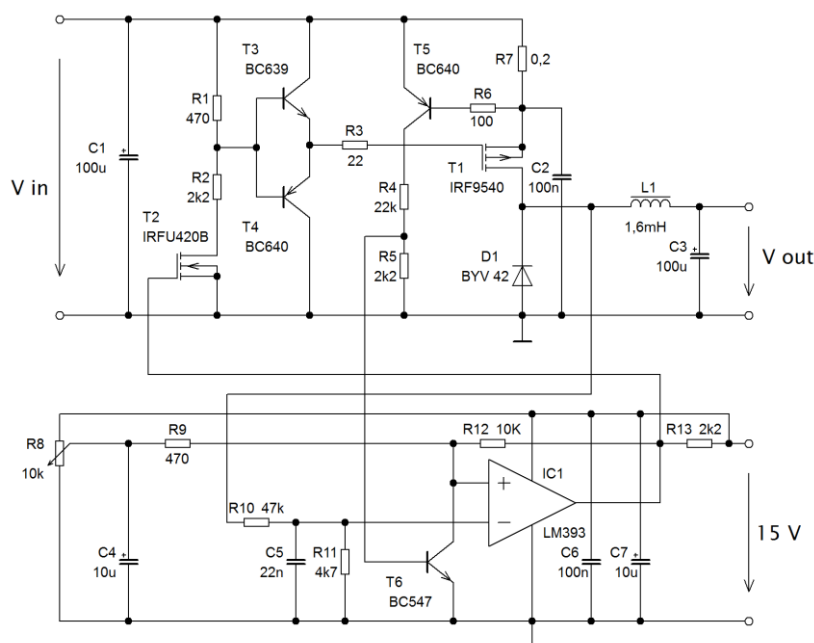 T3
BC639
T5
BC640
R7
0,2
R1
470
R6
100
C1
100u
+
R3
22
T1
IRF9540
C2
100n
V in
R2
2k2
T2
IRFU420B
T4
BC640
R4
22k
L1
1,6mH
R5
2k2
D1
BYV 42
C3
100u
+
V out
R8
10k
R9
470
R12 10K
R13 2k2
IC1
+
−
LM393
R10 47k
C4
10u
+
C5
22n
R11
4k7
T6
BC547
C6
100n
C7
10u
+
15 V